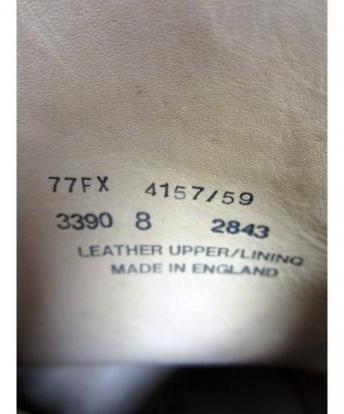 77FX 4157/59
3390 8 2843
LEATHER UPPER/LINING
MADE IN ENGLAND